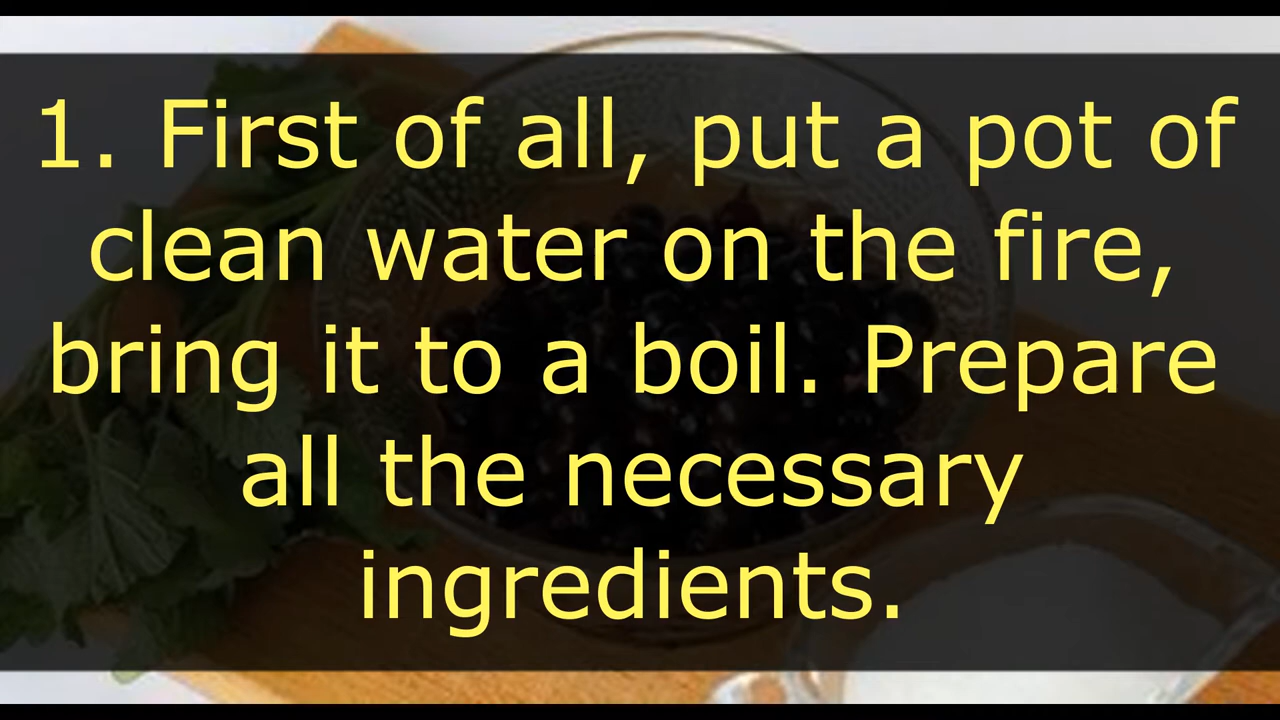 1. First of all, put a pot of
clean water on the fire,
bring it to a boil. Prepare
all the necessary
ingredients.